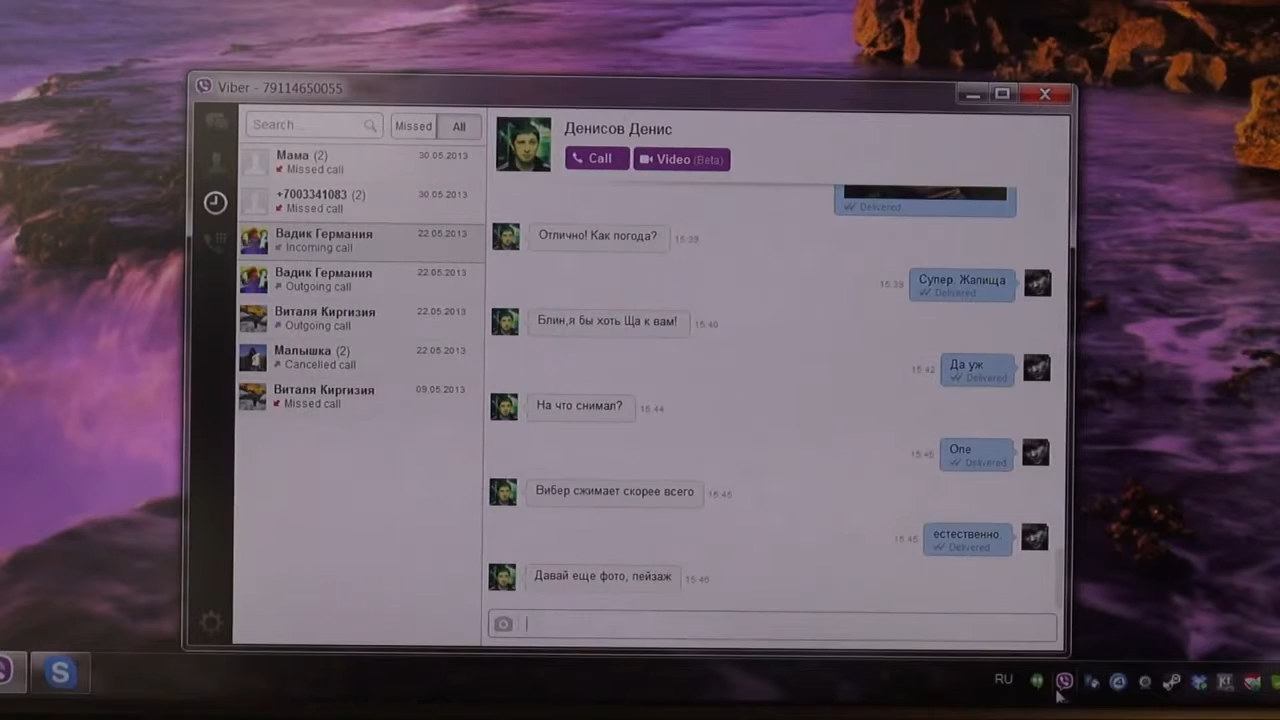 Viber - 79114650055
Search...
Missed
All
Мама (2)
30.05.2013
Missed call
+7003341083 (2)
30.05.2013
Missed call
Вадик Германия
22.05.2013
Incoming call
Вадик Германия
22.05.2013
Outgoing call
Виталя Киргизия
22.05.2013
Outgoing call
Малышка (2)
22.05.2013
Cancelled call
Виталя Киргизия
09.05.2013
Missed call
Денисов Денис
Call
Video (Beta)
Delivered
Отлично! Как погода?
15:39
15:39
Супер. Жапища
Delivered
Блин,я бы хоть Ща к вам!
15:40
15:42
Да уж
Delivered
На что снимал?
15:44
15:45
Опе
Delivered
Вибер сжимает скорее всего
15:45
15:45
естественно.
Delivered
Давай еще фото, пейзаж
15:46
S
RU